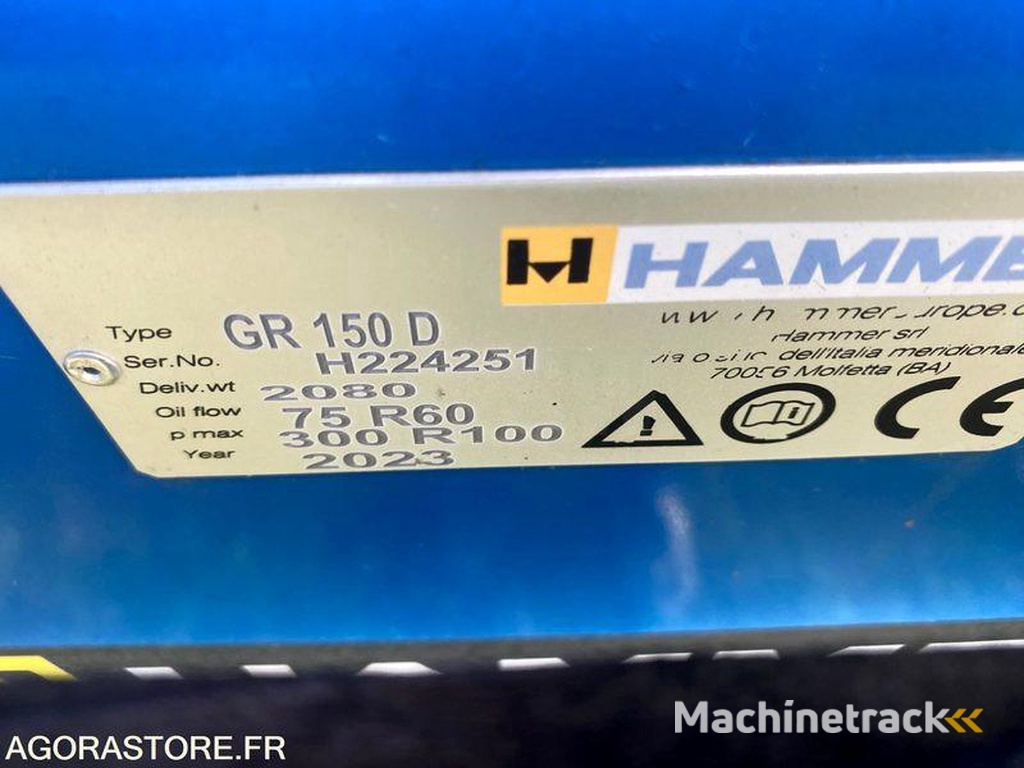 H HAMME
Type GR 150 D
Ser.No. H224251
Deliv.wt 2080
Oil flow 75 R60
p max 300 R100
Year 2023
Hammer srl
dell'Italia meridionale
70056 Molfetta (BA)
CE
Machinetrack
AGORASTORE.FR